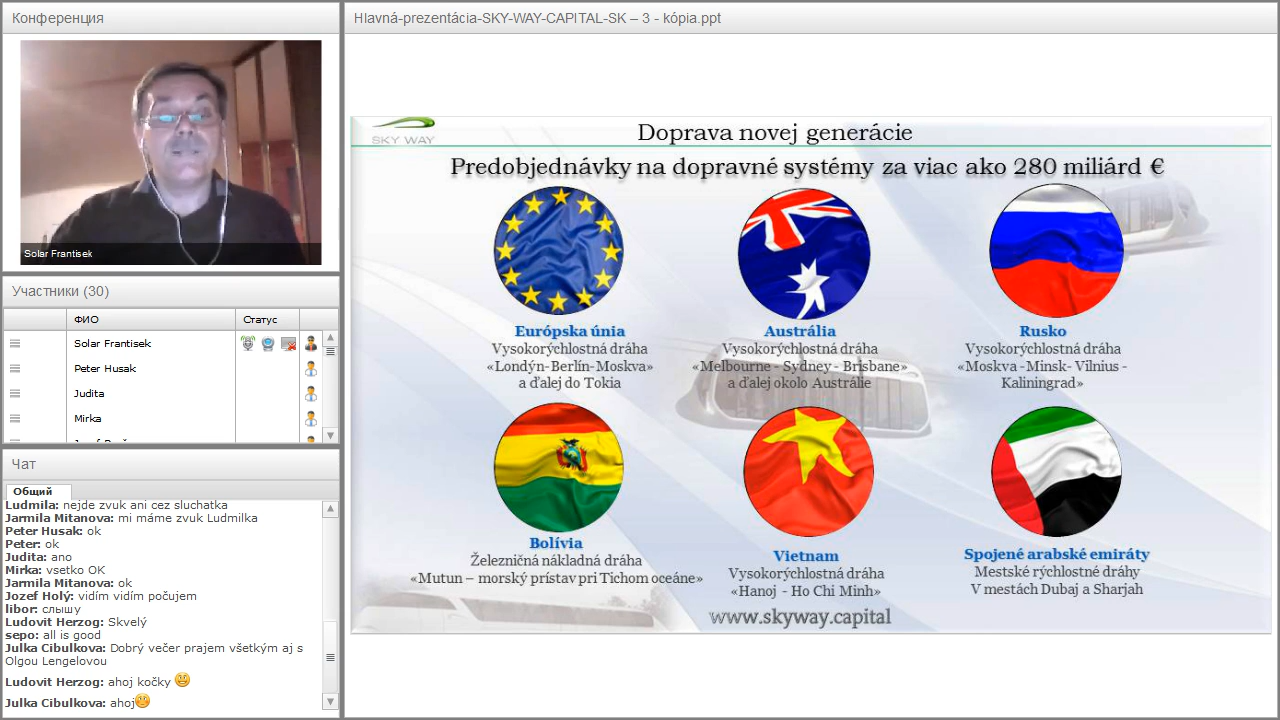 Конференция
Solar Frantisek
Участники (30)
ФИО
Статус
Solar Frantisek
Peter Husak
Judita
Mirka
Чат
Общий
Ludmila: nejde zvuk ani cez sluchatka
Jarmila Mitanova: mi máme zvuk Ludmilka
Peter Husak: ok
Peter: ok
Judita: ano
Mirka: vsetko OK
Jarmila Mitanova: ok
Jozef Holý: vidím vidím počujem
libor: слышу
Ludovit Herzog: Skvelý
sepo: all is good
Julka Cibulkova: Dobrý večer prajem všetkým aj s
Olgou Lengelovou
Ludovit Herzog: ahoj kočky
Julka Cibulkova: ahoj
Hlavná-prezentácia-SKY-WAY-CAPITAL-SK – 3 - kópia.ppt
SKY WAY
Doprava novej generácie
Predobjednávky na dopravné systémy za viac ako 280 miliárd €
Európska únia
Vysokorýchlostná dráha
«Londýn-Berlín-Moskva»
a ďalej do Tokia
Austrália
Vysokorýchlostná dráha
«Melbourne - Sydney - Brisbane»
a ďalej okolo Austrálie
Rusko
Vysokorýchlostná dráha
«Moskva -Minsk- Vilnius -
Kaliningrad»
Bolívia
Železničná nákladná dráha
«Mutun – morský prístav pri Tichom oceáne»
Vietnam
Vysokorýchlostná dráha
«Hanoj - Ho Chi Minh»
Spojené arabské emiráty
Mestské rýchlostné dráhy
V mestách Dubaj a Sharjah
www.skyway.capital